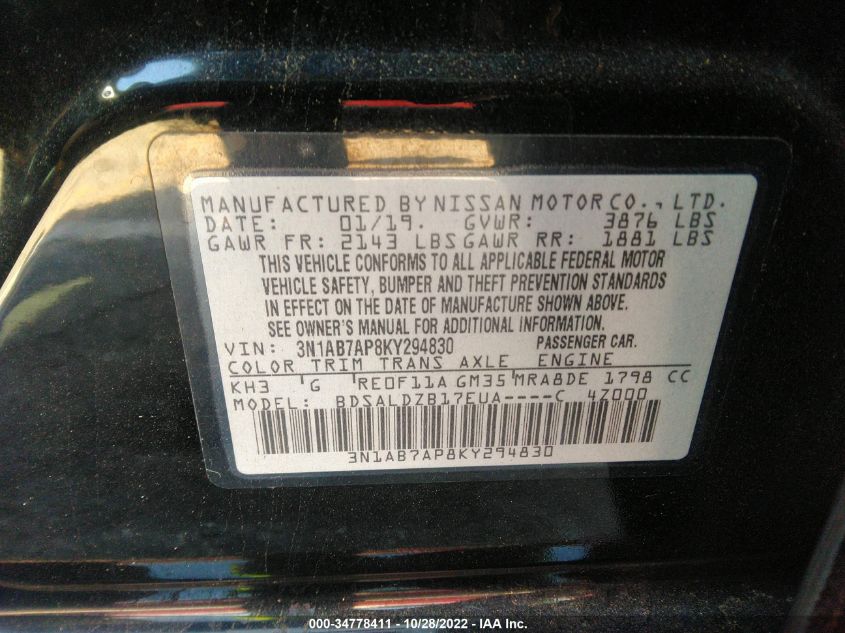 MANUFACTURED BY NISSAN MOTOR CO., LTD.
DATE: 01/19. GVWR: 3876 LBS
GAWR FR: 2143 LBS GAWR RR: 1881 LBS
THIS VEHICLE CONFORMS TO ALL APPLICABLE FEDERAL MOTOR
VEHICLE SAFETY, BUMPER AND THEFT PREVENTION STANDARDS
IN EFFECT ON THE DATE OF MANUFACTURE SHOWN ABOVE.
SEE OWNER'S MANUAL FOR ADDITIONAL INFORMATION.
VIN: 3N1AB7AP8KY294830 PASSENGER CAR.
COLOR TRIM TRANS AXLE ENGINE
KH3 G RE0F11A GM35 MRA8DE 1798 CC
MODEL: BDSALDZB17EUA----C 4Z000
3N1AB7AP8KY294830
000-34778411 - 10/28/2022 - IAA Inc.